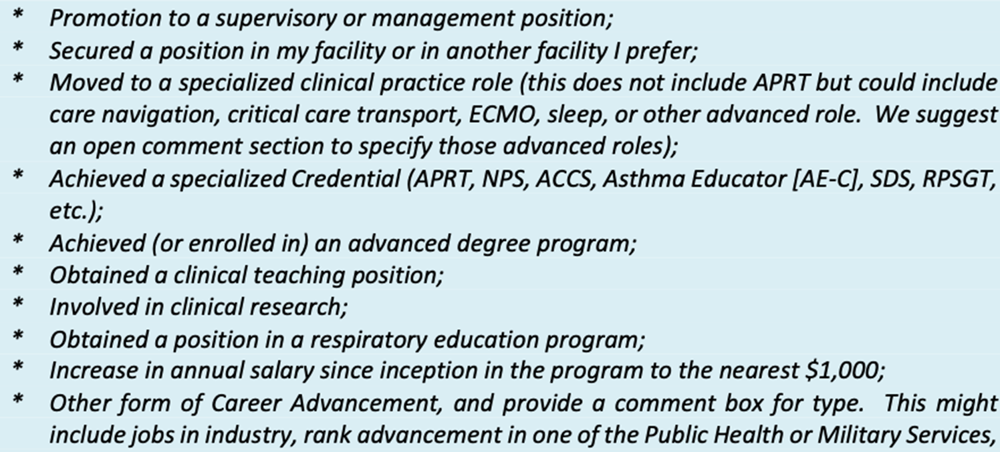 * Promotion to a supervisory or management position;
* Secured a position in my facility or in another facility I prefer;
* Moved to a specialized clinical practice role (this does not include APRT but could include
care navigation, critical care transport, ECMO, sleep, or other advanced role. We suggest
an open comment section to specify those advanced roles);
* Achieved a specialized Credential (APRT, NPS, ACCS, Asthma Educator [AE-C], SDS, RPSGT,
etc.);
* Achieved (or enrolled in) an advanced degree program;
* Obtained a clinical teaching position;
* Involved in clinical research;
* Obtained a position in a respiratory education program;
* Increase in annual salary since inception in the program to the nearest $1,000;
* Other form of Career Advancement, and provide a comment box for type. This might
include jobs in industry, rank advancement in one of the Public Health or Military Services,